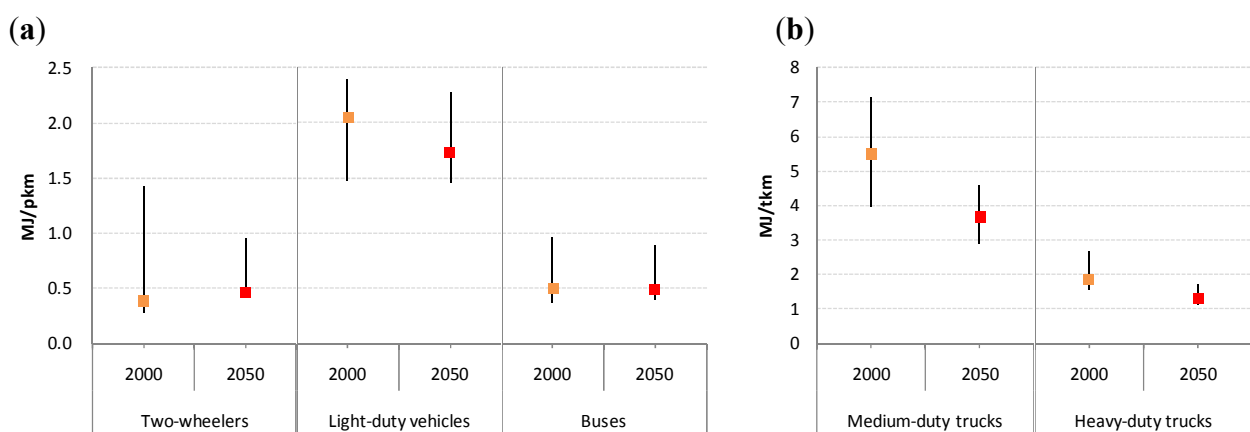 (a)
MJ/pkm
2.5
2.0
1.5
1.0
0.5
0.0
2000 2050 2000 2050 2000 2050
Two-wheelers Light-duty vehicles Buses
(b)
MJ/tkm
8
7
6
5
4
3
2
1
0
2000 2050 2000 2050
Medium-duty trucks Heavy-duty trucks